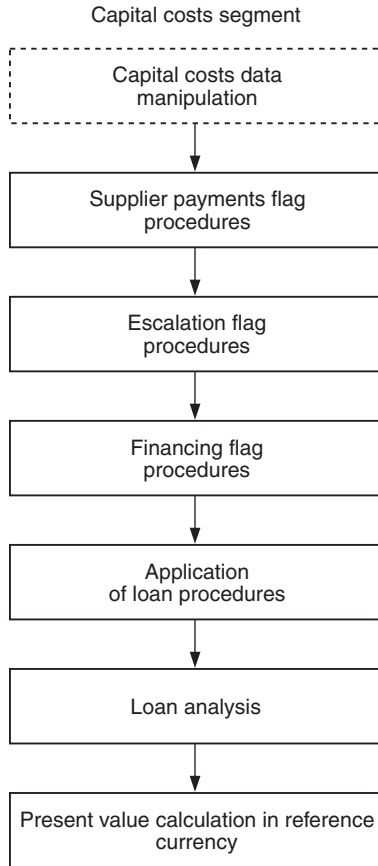 Capital costs segment
Capital costs data
manipulation
Supplier payments flag
procedures
Escalation flag
procedures
Financing flag
procedures
Application
of loan procedures
Loan analysis
Present value calculation in reference
currency